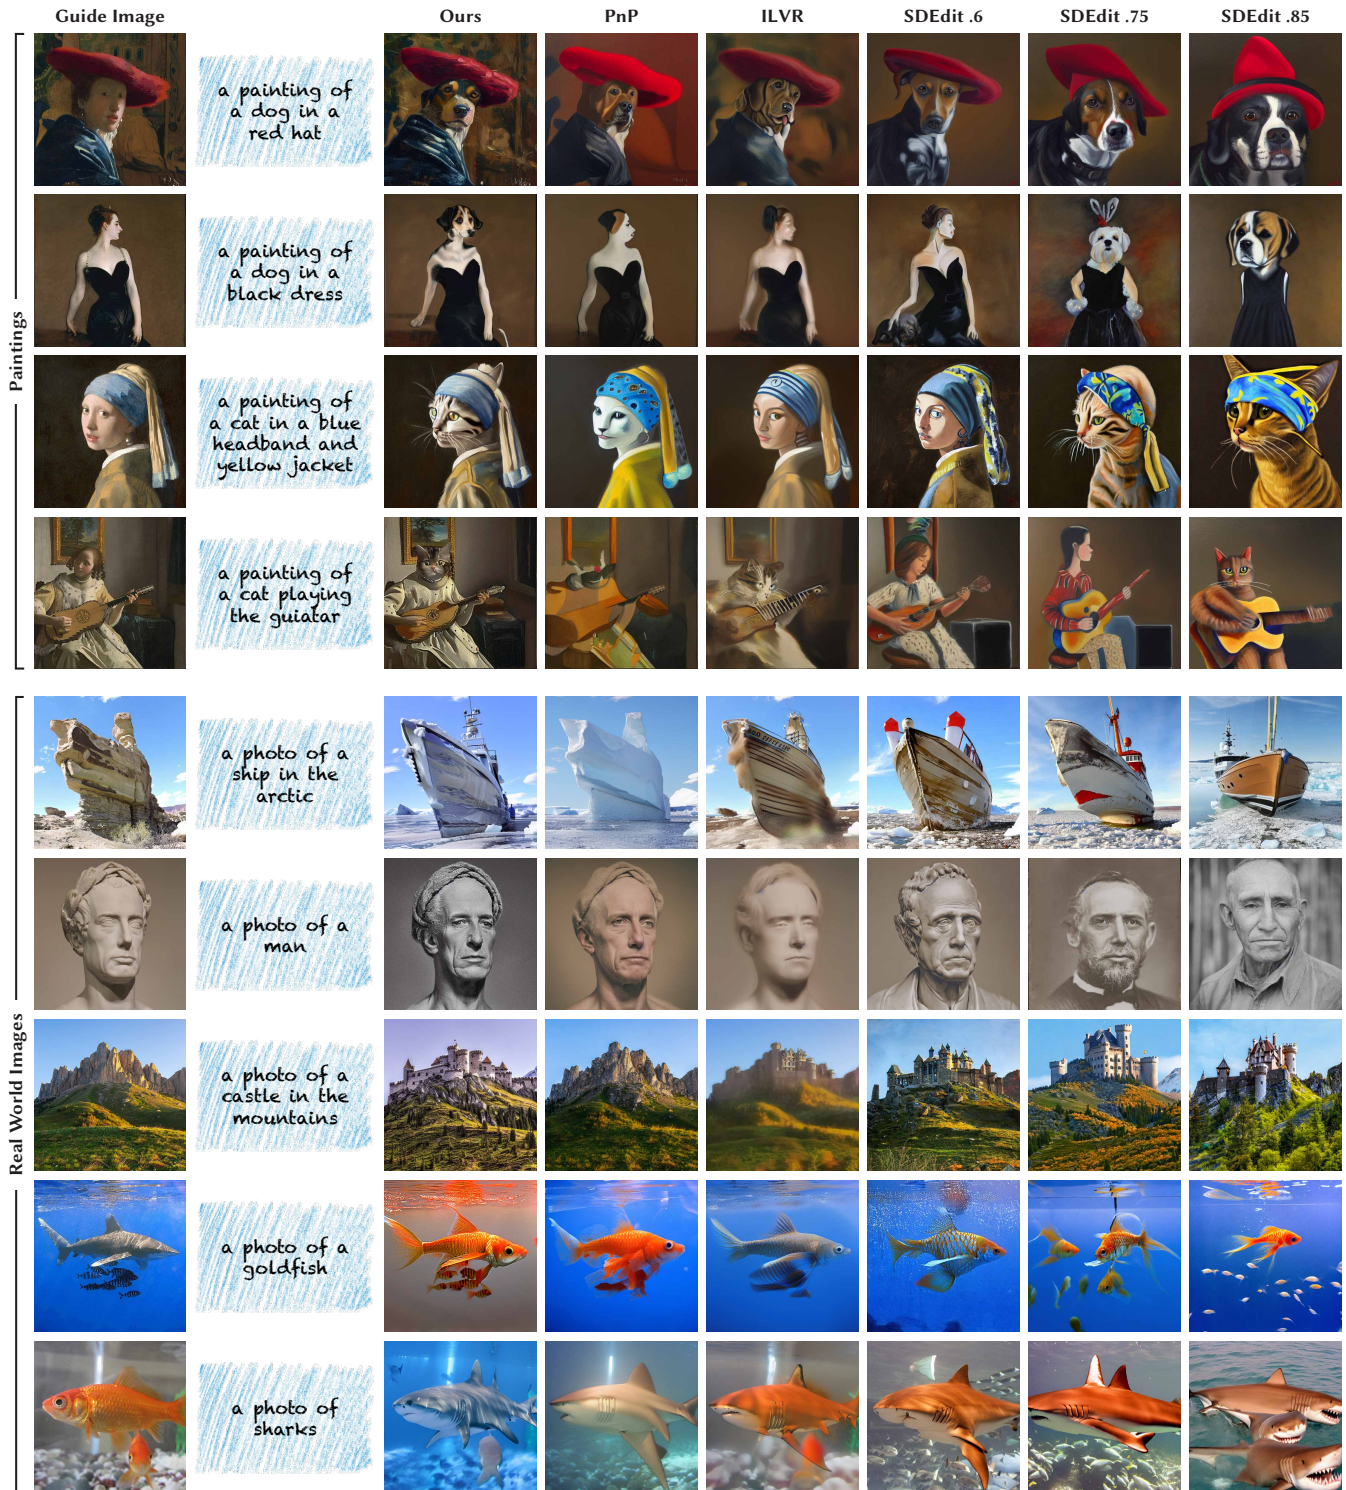 Guide Image Ours PnP ILVR SDEdit .6 SDEdit .75 SDEdit .85
Paintings
a painting of
a dog in a
red hat
a painting of
a dog in a
black dress
a painting of
a cat in a blue
headband and
yellow jacket
a painting of
a cat playing
the guiatar
Real World Images
a photo of a
ship in the
arctic
a photo of a
man
a photo of a
castle in the
mountains
a photo of a
goldfish
a photo of
sharks